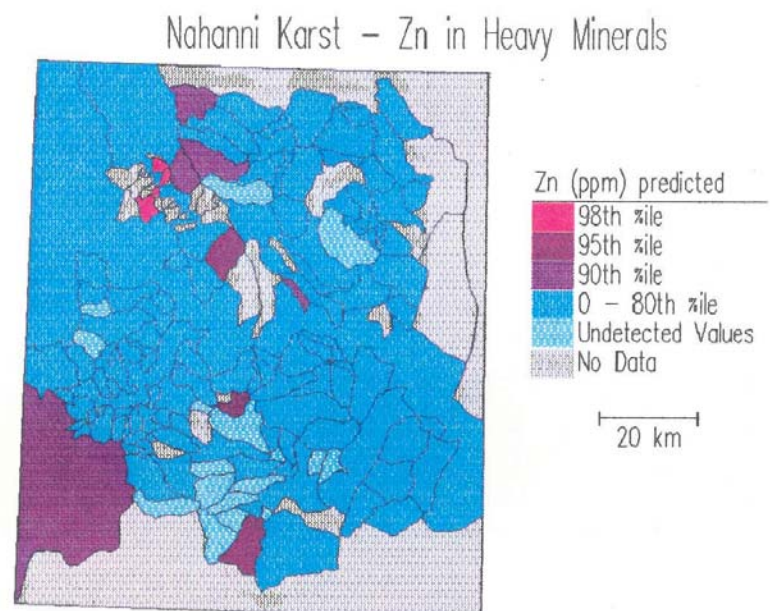 Nahanni Karst – Zn in Heavy Minerals
Zn (ppm) predicted
98th %ile
95th %ile
90th %ile
0 – 80th %ile
Undetected Values
No Data
20 km